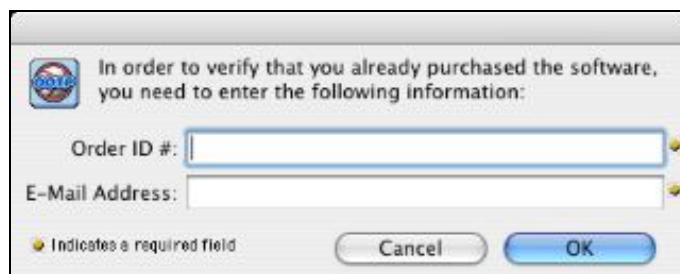 OOTP
In order to verify that you already purchased the software,
you need to enter the following information:
Order ID #:
E-Mail Address:
Indicates a required field
Cancel
OK